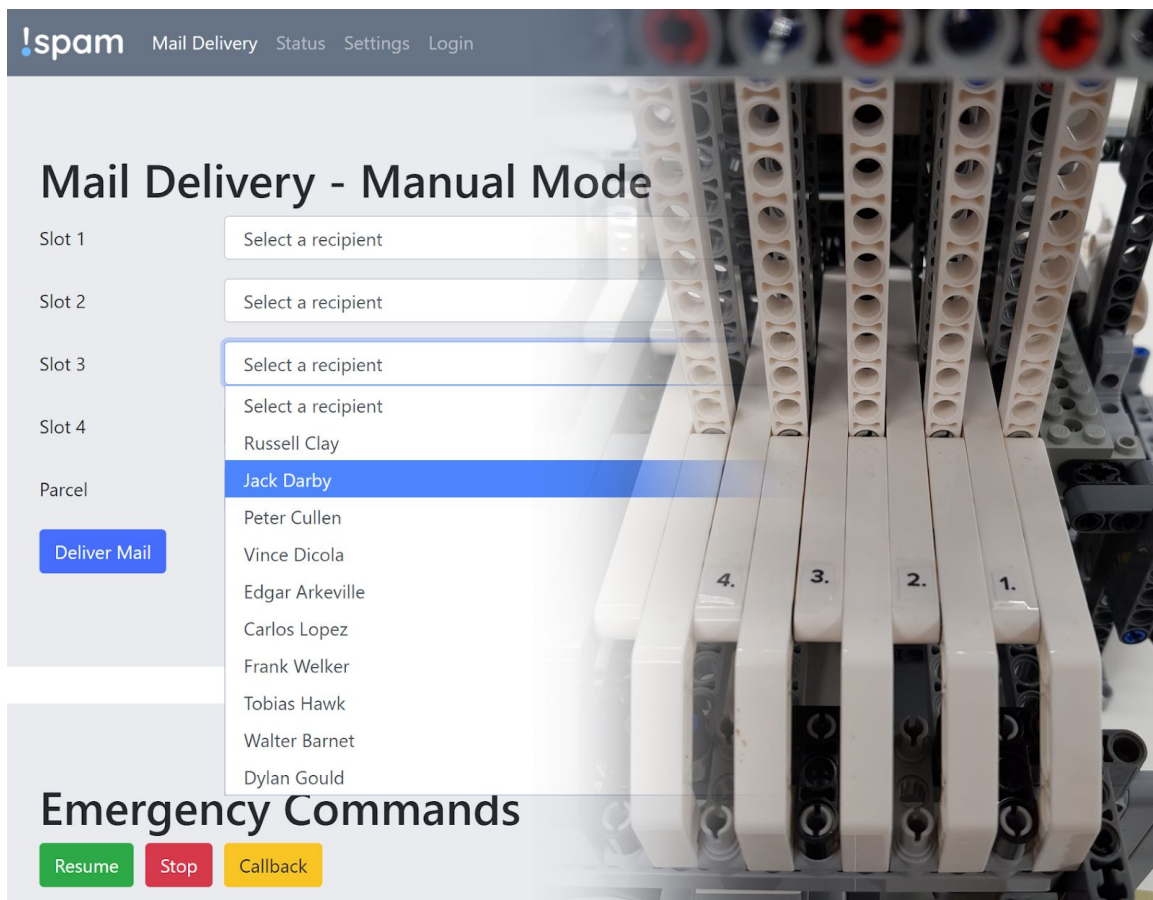 !spam Mail Delivery Status Settings Login
Mail Delivery - Manual Mode
Slot 1 Select a recipient
Slot 2 Select a recipient
Slot 3 Select a recipient
Select a recipient
Slot 4
Russell Clay
Jack Darby
Parcel
Peter Cullen
Deliver Mail Vince Dicola
Edgar Arkeville
Carlos Lopez
Frank Welker
Tobias Hawk
Walter Barnet
Dylan Gould
4. 3. 2. 1.
Emergency Commands
Resume Stop Callback